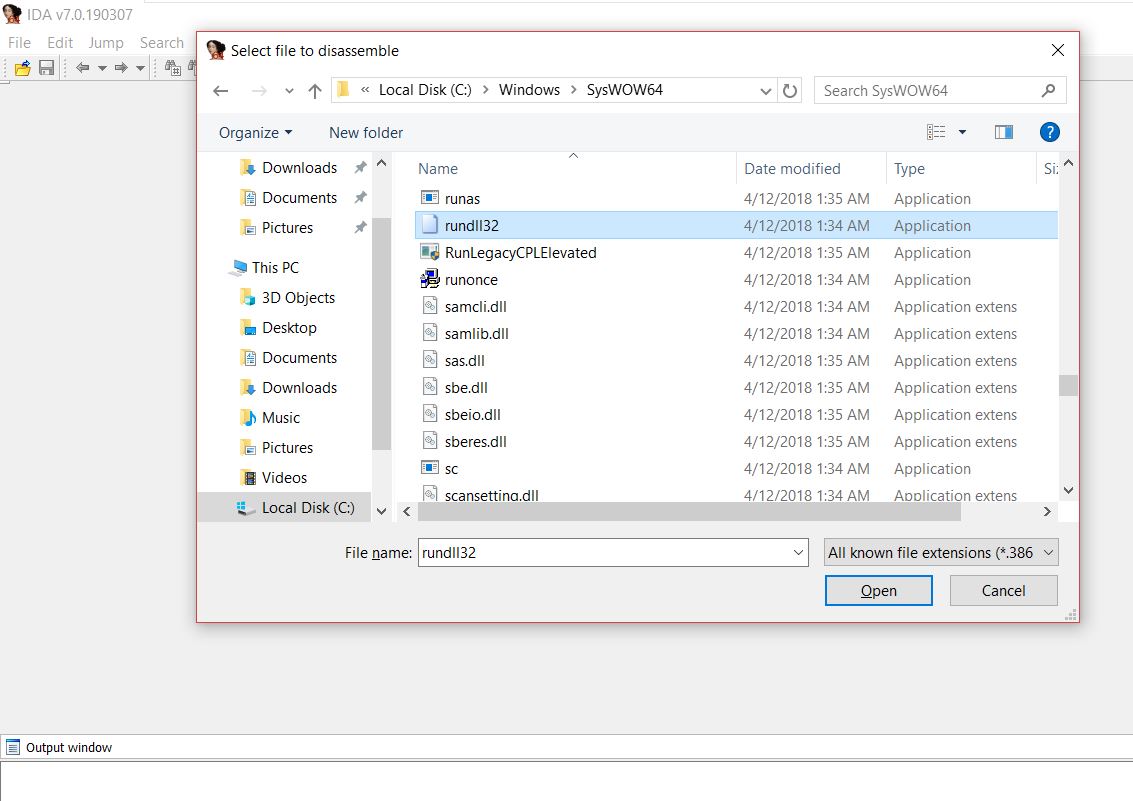 IDA v7.0.190307
File Edit Jump Search
Select file to disassemble
« Local Disk (C:) > Windows > SysWOW64
Search SysWOW64
Organize New folder
Name Date modified Type
Downloads
Documents
Pictures
This PC
3D Objects
Desktop
Documents
Downloads
Music
Pictures
Videos
Local Disk (C:)
runas 4/12/2018 1:35 AM Application
rundll32 4/12/2018 1:34 AM Application
RunLegacyCPLElevated 4/12/2018 1:35 AM Application
runonce 4/12/2018 1:34 AM Application
samcli.dll 4/12/2018 1:34 AM Application extens
samlib.dll 4/12/2018 1:34 AM Application extens
sas.dll 4/12/2018 1:35 AM Application extens
sbe.dll 4/12/2018 1:35 AM Application extens
sbeio.dll 4/12/2018 1:34 AM Application extens
sberes.dll 4/12/2018 1:35 AM Application extens
sc 4/12/2018 1:34 AM Application
scansetting.dll 4/12/2018 1:34 AM Application extens
File name: rundll32 All known file extensions (*.386
Open Cancel
Output window